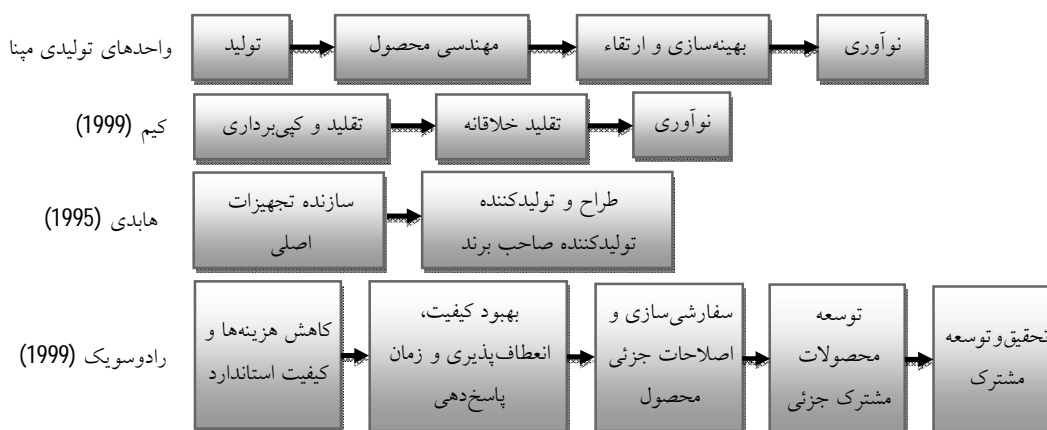 واحدهای تولیدی مپنا
تولید
مهندسی محصول
بهینه‌سازی و ارتقاء
نوآوری
کیم (1999)
تقلید و کپی‌برداری
تقلید خلاقانه
نوآوری
هابدی (1995)
سازنده تجهیزات
اصلی
طراح و تولیدکننده
تولیدکننده صاحب برند
رادوسویک (1999)
کاهش هزینه‌ها و
کیفیت استاندارد
بهبود کیفیت،
انعطاف‌پذیری و زمان
پاسخ‌دهی
سفارشی‌سازی و
اصلاحات جزئی
محصول
توسعه
محصولات
مشترک جزئی
تحقیق و توسعه
مشترک